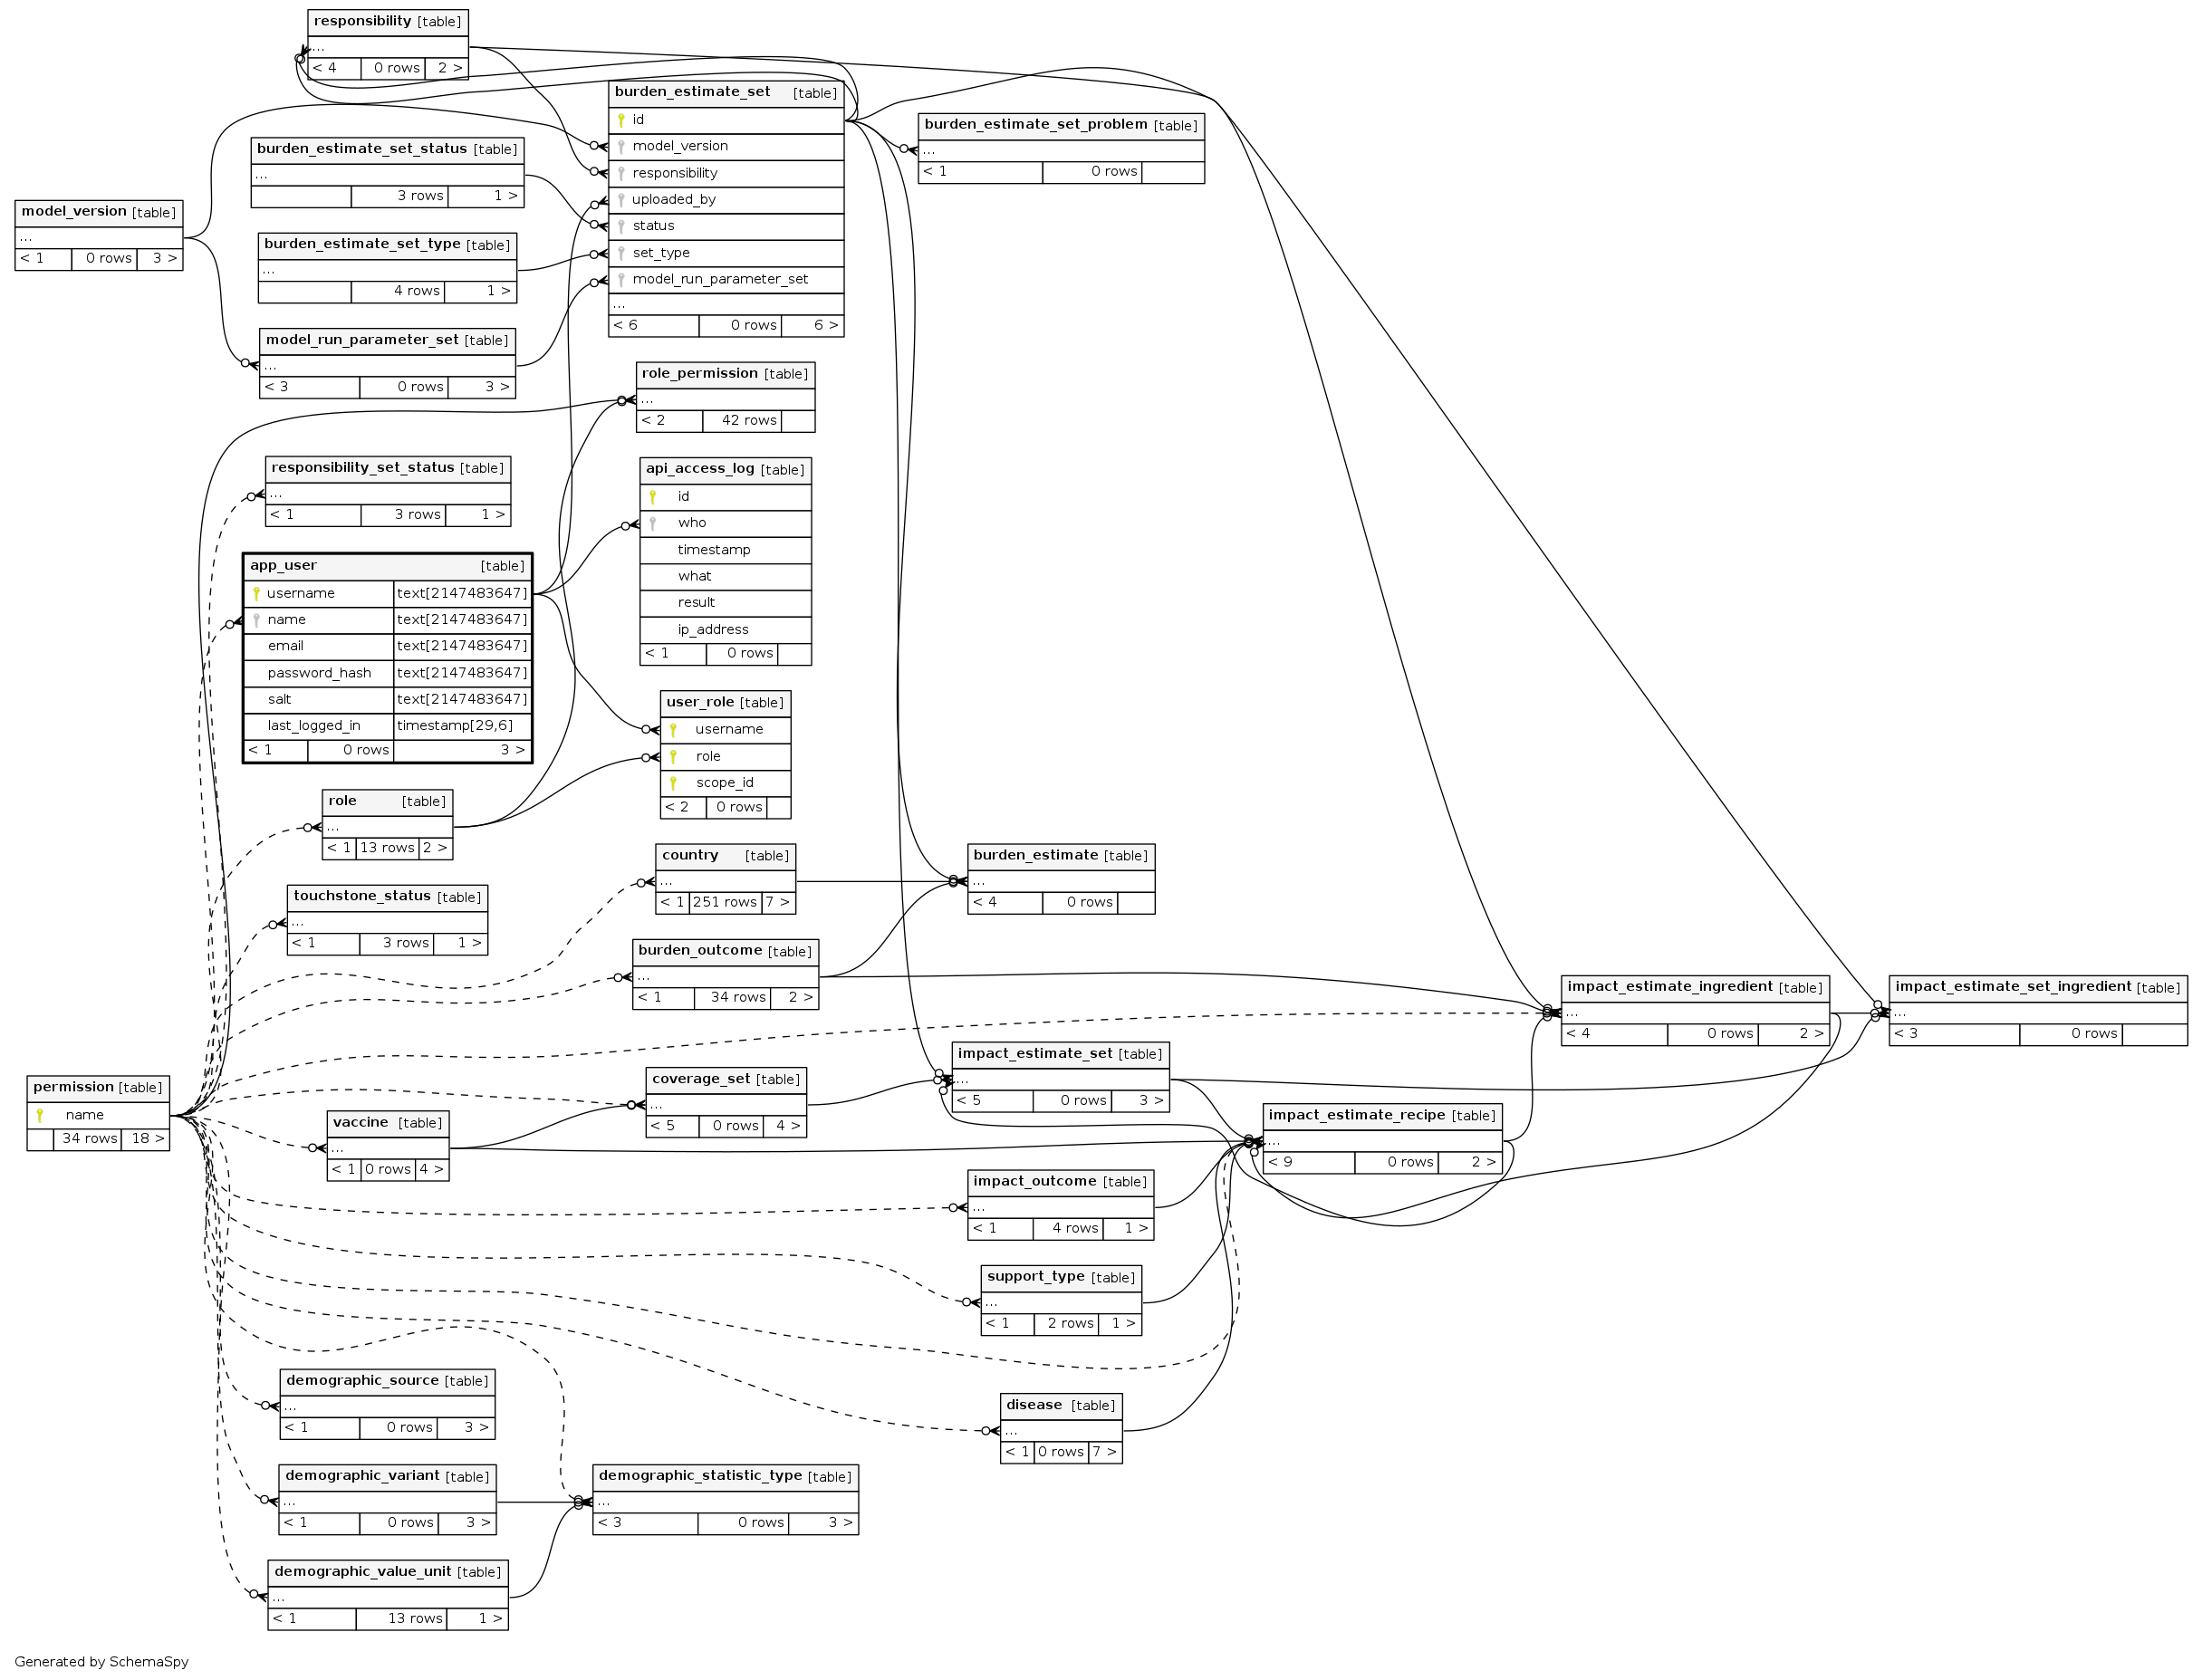 responsibility [table]
...
< 4 0 rows 2 >
burden_estimate_set [table]
id
model_version
responsibility
uploaded_by
status
set_type
model_run_parameter_set
...
< 6 0 rows 6 >
burden_estimate_set_problem [table]
...
< 1 0 rows
burden_estimate_set_status [table]
...
3 rows 1 >
model_version [table]
...
< 1 0 rows 3 >
burden_estimate_set_type [table]
...
4 rows 1 >
model_run_parameter_set [table]
...
< 3 0 rows 3 >
role_permission [table]
...
< 2 42 rows
responsibility_set_status [table]
...
< 1 3 rows 1 >
api_access_log [table]
id
who
timestamp
what
result
ip_address
< 1 0 rows
app_user [table]
username text[2147483647]
name text[2147483647]
email text[2147483647]
password_hash text[2147483647]
salt text[2147483647]
last_logged_in timestamp[29,6]
< 1 0 rows 3 >
user_role [table]
username
role
scope_id
< 2 0 rows
role [table]
...
< 1 13 rows 2 >
country [table]
...
< 1 251 rows 7 >
burden_estimate [table]
...
< 4 0 rows
touchstone_status [table]
...
< 1 3 rows 1 >
burden_outcome [table]
...
< 1 34 rows 2 >
impact_estimate_ingredient [table]
...
< 4 0 rows 2 >
impact_estimate_set_ingredient [table]
...
< 3 0 rows
impact_estimate_set [table]
...
< 5 0 rows 3 >
coverage_set [table]
...
< 5 0 rows 4 >
permission [table]
name
34 rows 18 >
vaccine [table]
...
< 1 0 rows 4 >
impact_estimate_recipe [table]
...
< 9 0 rows 2 >
impact_outcome [table]
...
< 1 4 rows 1 >
support_type [table]
...
< 1 2 rows 1 >
demographic_source [table]
...
< 1 0 rows 3 >
disease [table]
...
< 1 0 rows 7 >
demographic_variant [table]
...
< 1 0 rows 3 >
demographic_statistic_type [table]
...
< 3 0 rows 3 >
demographic_value_unit [table]
...
< 1 13 rows 1 >
Generated by SchemaSpy